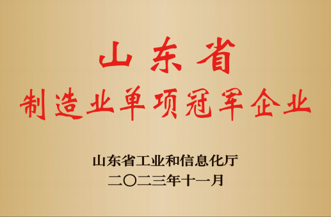 山东省
制造业单项冠军企业
山东省工业和信息化厅
二〇二三年十一月